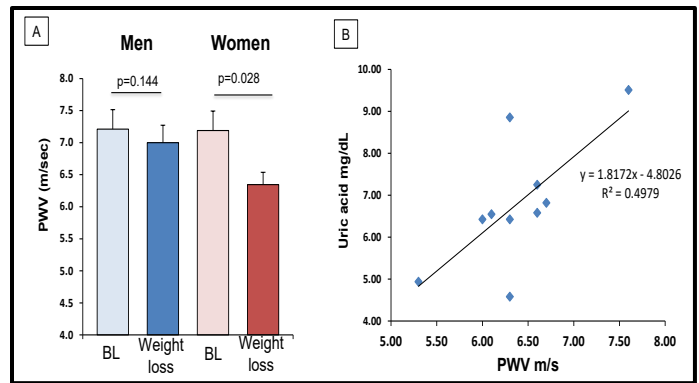 A
Men Women
p=0.144
p=0.028
PWV (m/sec)
8.0
7.5
7.0
6.5
6.0
5.5
5.0
4.5
4.0
BL
Weight
loss
BL
Weight
loss
B
Uric acid mg/dL
10.00
9.00
8.00
7.00
6.00
5.00
4.00
y = 1.8172x - 4.8026
R² = 0.4979
5.00 5.50 6.00 6.50 7.00 7.50 8.00
PWV m/s